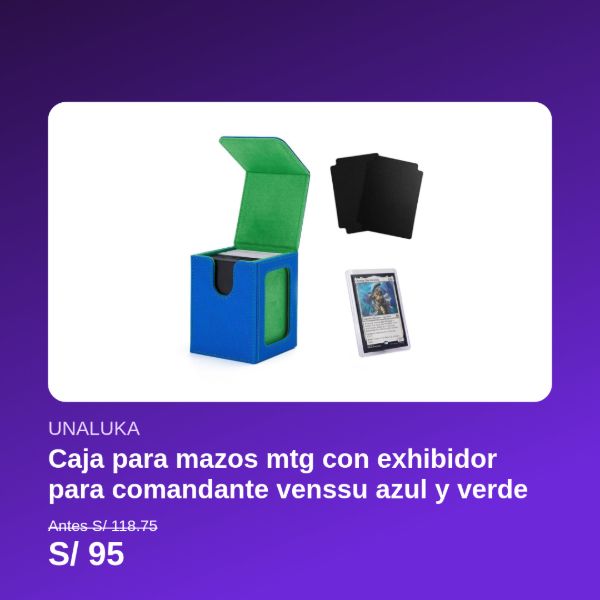 UNALUKA
Caja para mazos mtg con exhibidor
para comandante venssu azul y verde
Antes S/ 118.75
S/ 95